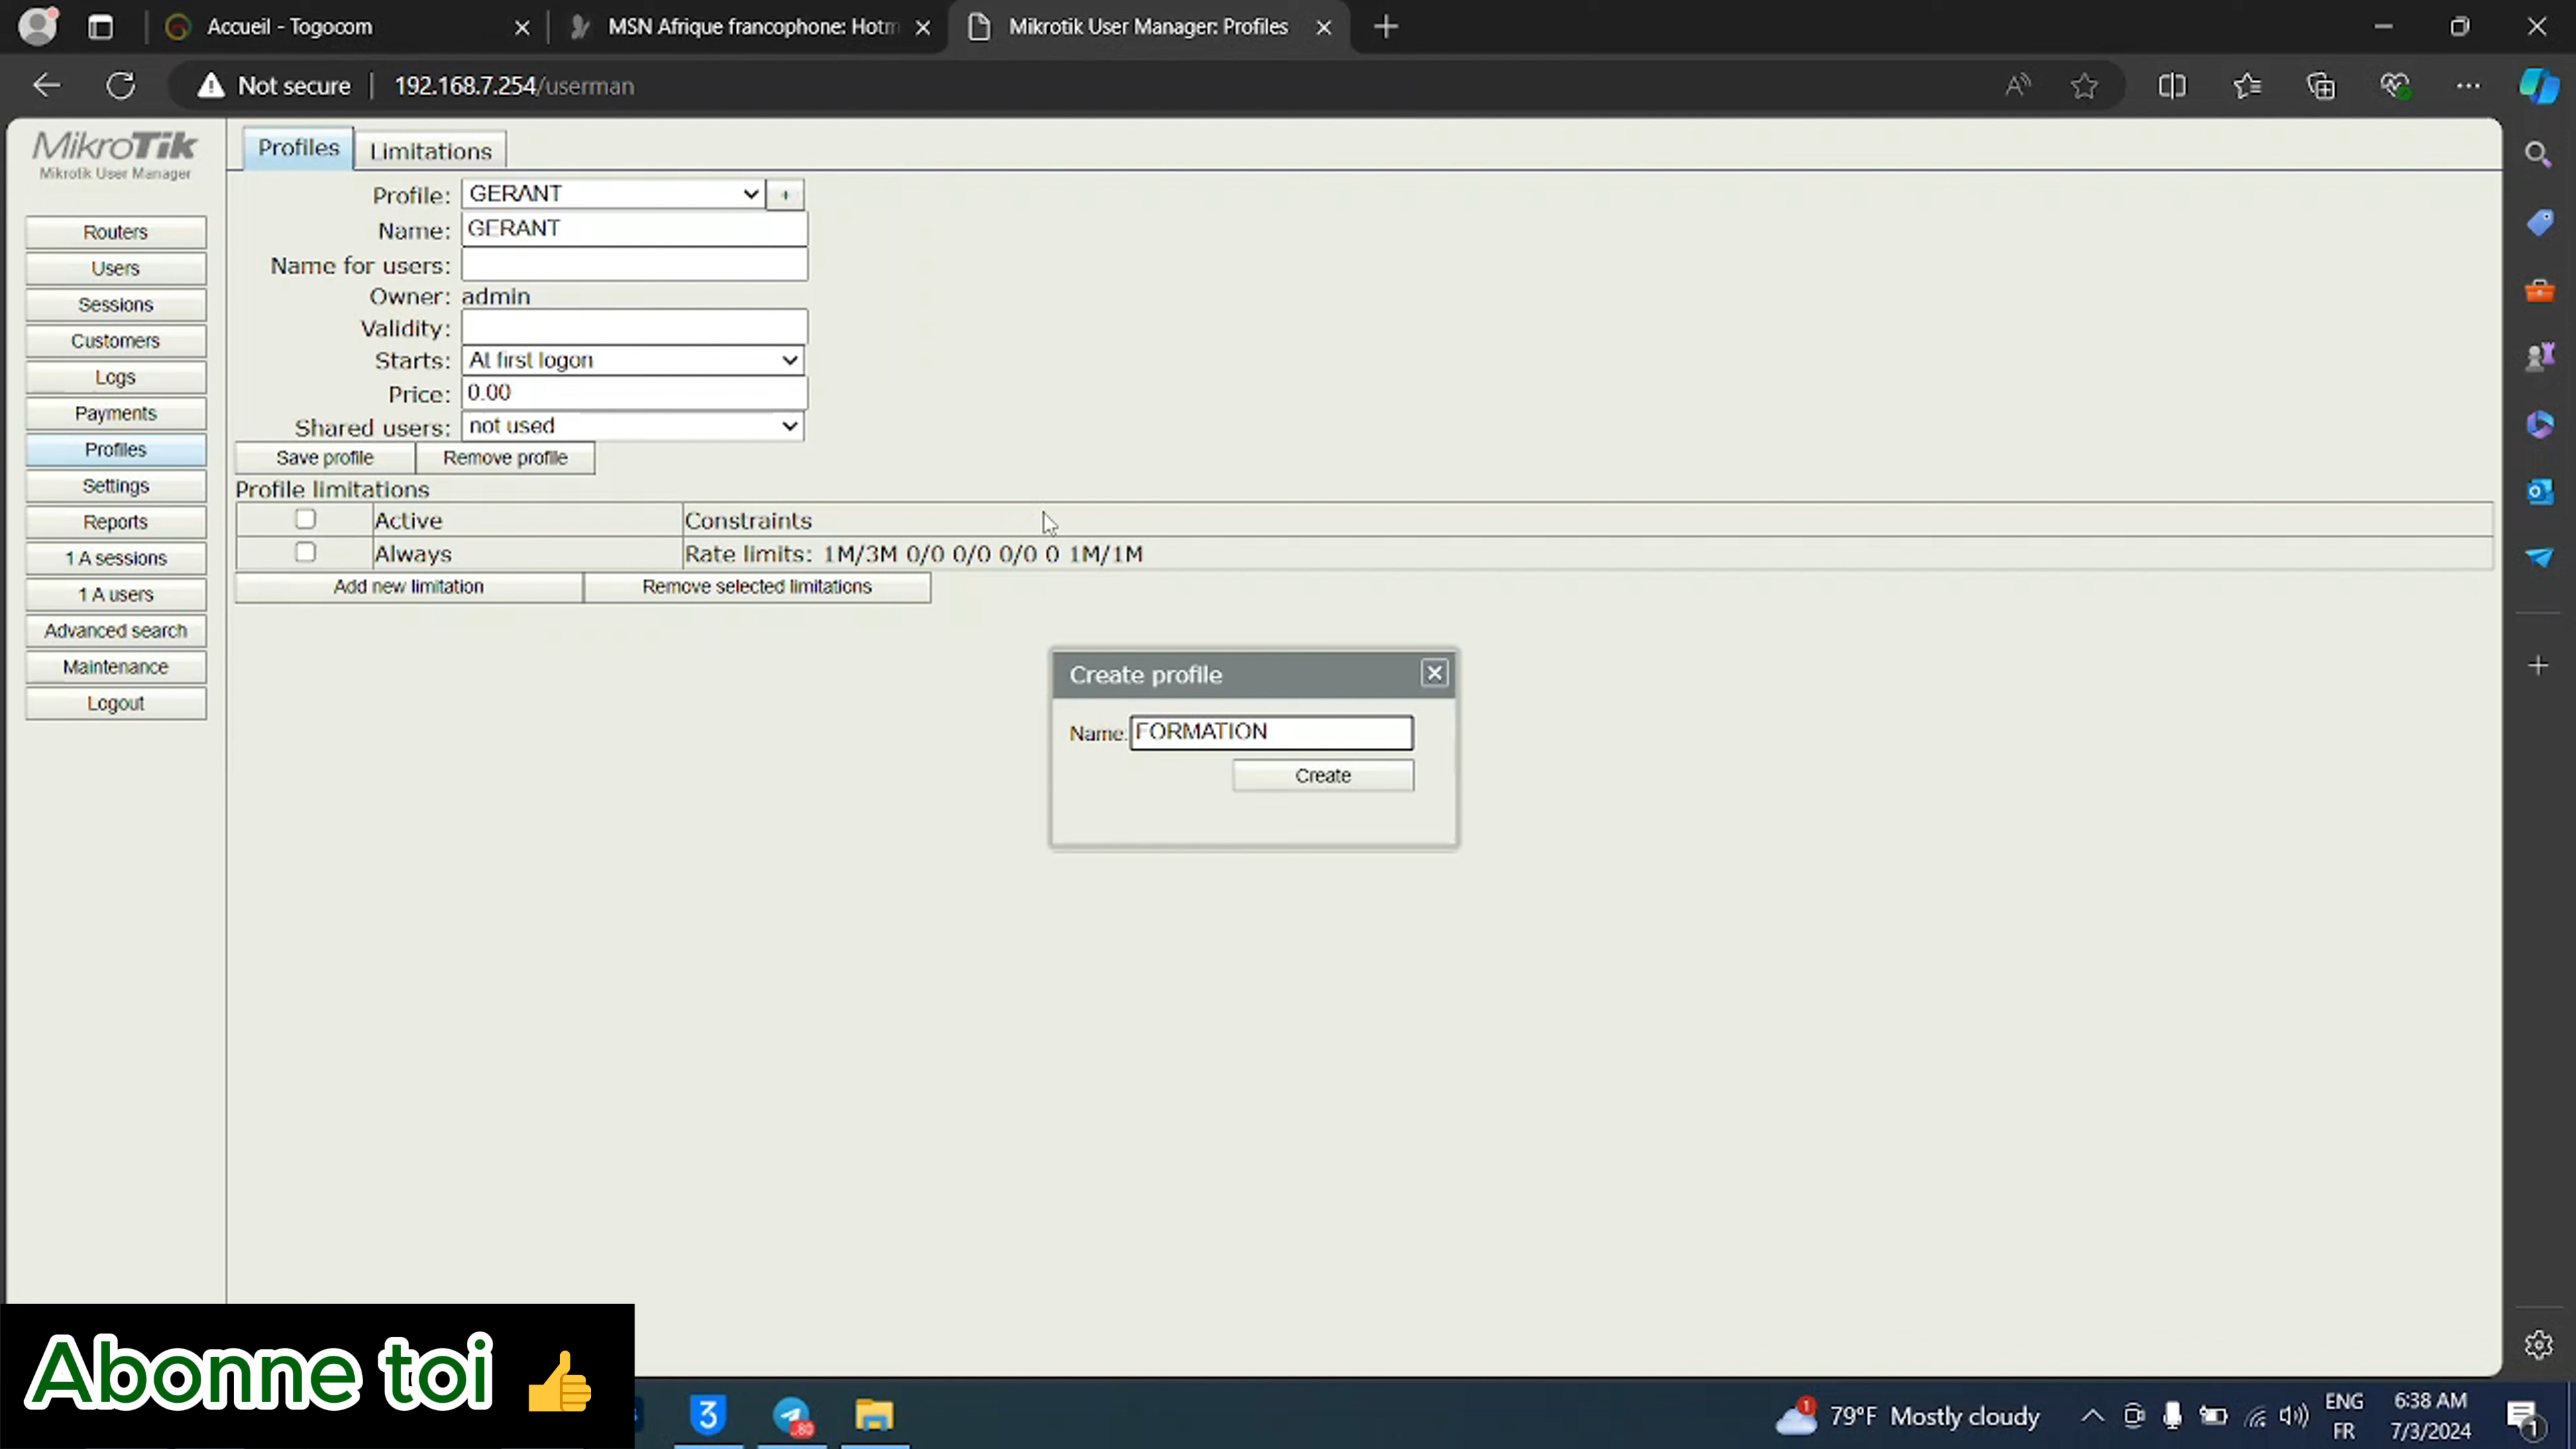 Accueil - Togocom
MSN Afrique francophone: Hotm
Mikrotik User Manager: Profiles
Not secure
192.168.7.254/userman
MikroTik
Mikrotik User Manager
Routers
Users
Sessions
Customers
Logs
Payments
Profiles
Settings
Reports
1 A sessions
1 A users
Advanced search
Maintenance
Logout
Profiles
Limitations
Profile: GERANT +
Name: GERANT
Name for users:
Owner: admin
Validity:
Starts: At first logon
Price: 0.00
Shared users: not used
Save profile
Remove profile
Profile limitations
Active Constraints
Always Rate limits: 1M/3M 0/0 0/0 0/0 0 1M/1M
Add new limitation
Remove selected limitations
Create profile
Name: FORMATION
Create
Abonne toi
3
80
1
79°F Mostly cloudy
ENG
FR
6:38 AM
7/3/2024
1